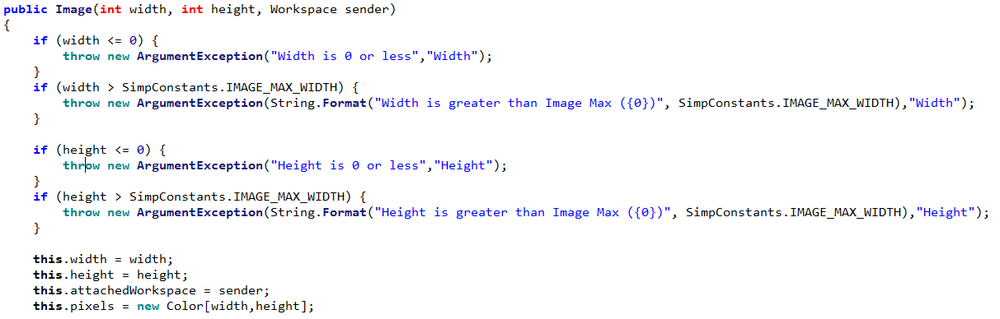 public Image(int width, int height, Workspace sender)
{
    if (width <= 0) {
        throw new ArgumentException("Width is 0 or less","Width");
    }
    if (width > SimpConstants.IMAGE_MAX_WIDTH) {
        throw new ArgumentException(String.Format("Width is greater than Image Max ({0})", SimpConstants.IMAGE_MAX_WIDTH),"Width");
    }

    if (height <= 0) {
        throw new ArgumentException("Height is 0 or less","Height");
    }
    if (height > SimpConstants.IMAGE_MAX_WIDTH) {
        throw new ArgumentException(String.Format("Height is greater than Image Max ({0})", SimpConstants.IMAGE_MAX_WIDTH),"Height");
    }

    this.width = width;
    this.height = height;
    this.attachedWorkspace = sender;
    this.pixels = new Color[width,height];